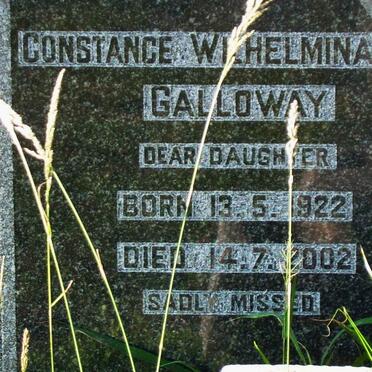 CONSTANCE WILHELMINA
GALLOWAY
DEAR DAUGHTER
BORN 13.5.1922
DIED 14.7.2002
SADLY MISSED